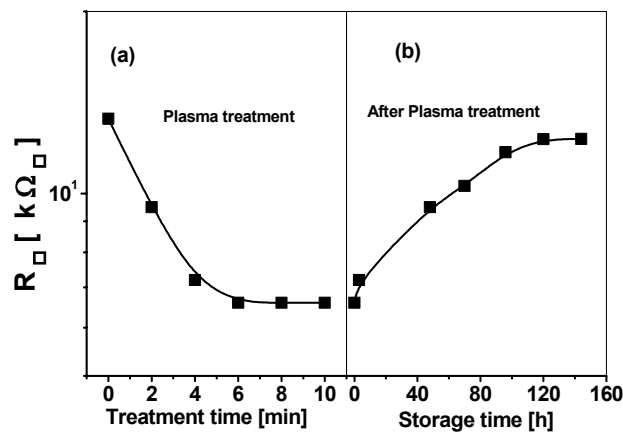 (a)
Plasma treatment
(b)
After Plasma treatment
R□ [ kΩ□ ]
10¹
0 2 4 6 8 10
Treatment time [min]
0 40 80 120 160
Storage time [h]